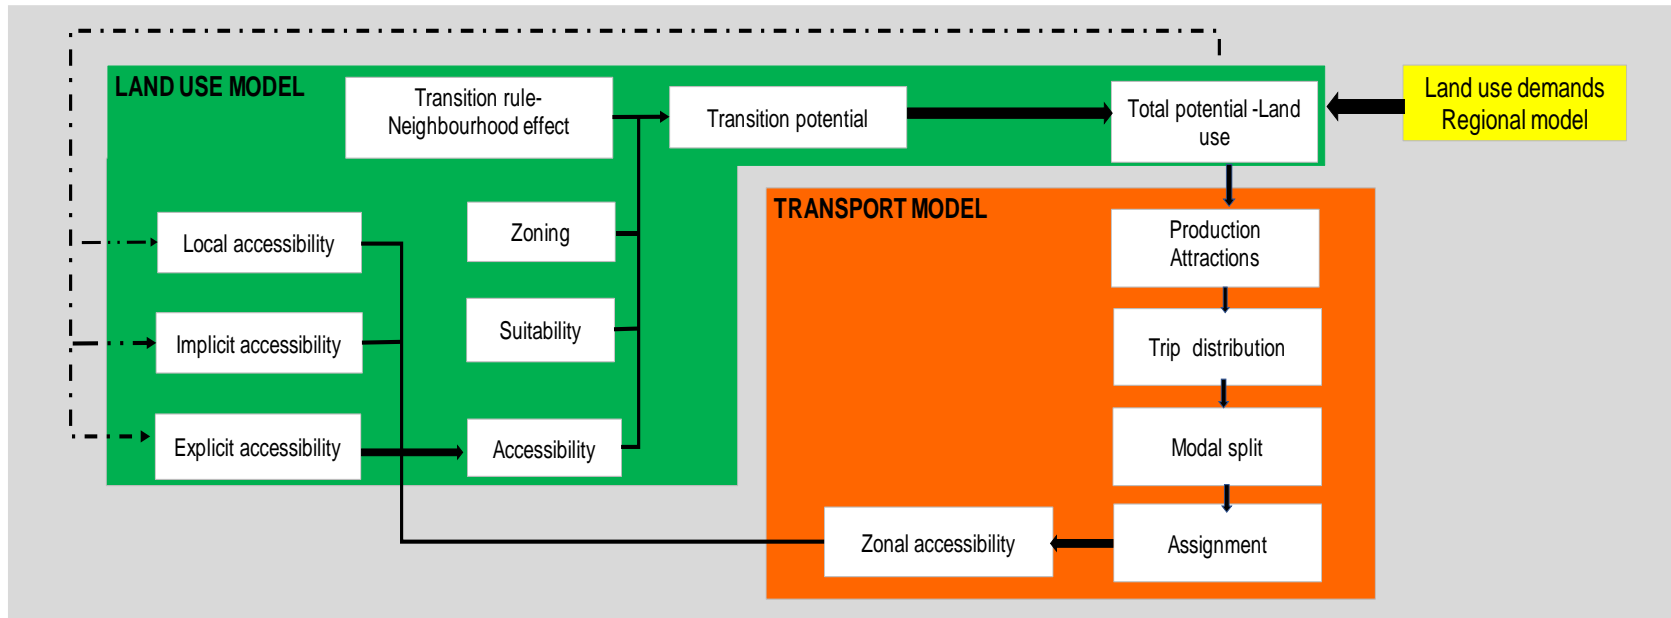 LAND USE MODEL
Transition rule-
Neighbourhood effect
Transition potential
Total potential -Land
use
Land use demands
Regional model
Local accessibility
Zoning
TRANSPORT MODEL
Production
Attractions
Implicit accessibility
Suitability
Trip distribution
Explicit accessibility
Accessibility
Modal split
Zonal accessibility
Assignment